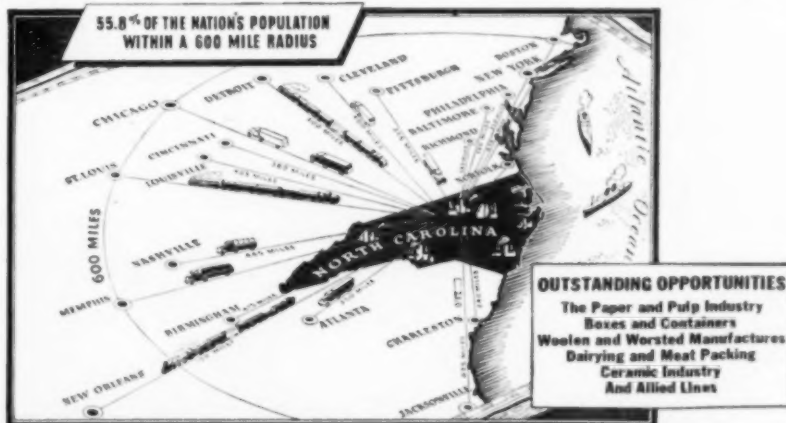 55.8% OF THE NATION'S POPULATION
WITHIN A 600 MILE RADIUS
BOSTON
NEW YORK
CLEVELAND
PITTSBURGH
DETROIT
PHILADELPHIA
BALTIMORE
RICHMOND
NORFOLK
CHICAGO
CINCINNATI
ST. LOUIS
LOUISVILLE
Atlantic Ocean
600 MILES
NORTH CAROLINA
NASHVILLE
MEMPHIS
BIRMINGHAM
ATLANTA
CHARLESTON
NEW ORLEANS
JACKSONVILLE
OUTSTANDING OPPORTUNITIES
The Paper and Pulp Industry
Boxes and Containers
Woolen and Worsted Manufactures
Dairying and Meat Packing
Ceramic Industry
And Allied Lines